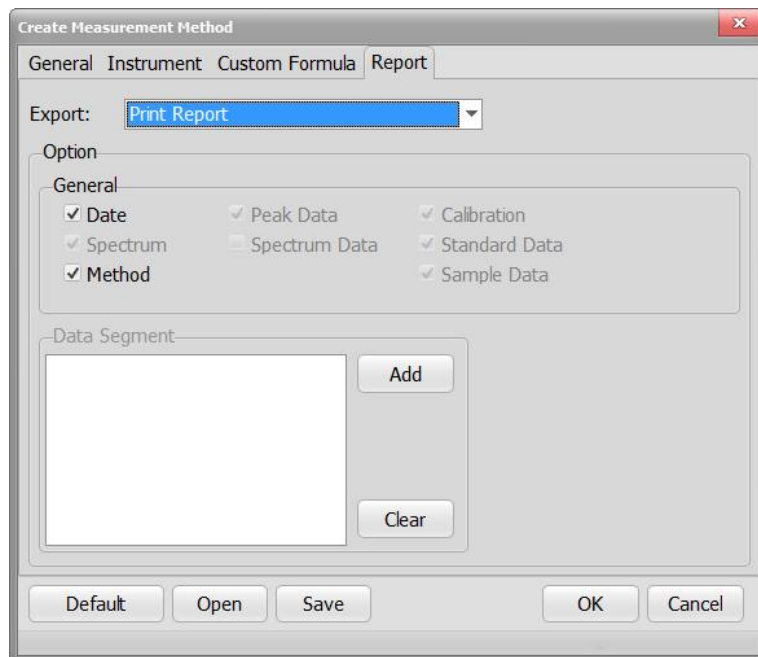 Create Measurement Method
General Instrument Custom Formula Report
Export: Print Report
Option
General
Date Peak Data Calibration
Spectrum Spectrum Data Standard Data
Method Sample Data
Data Segment
Add
Clear
Default Open Save OK Cancel